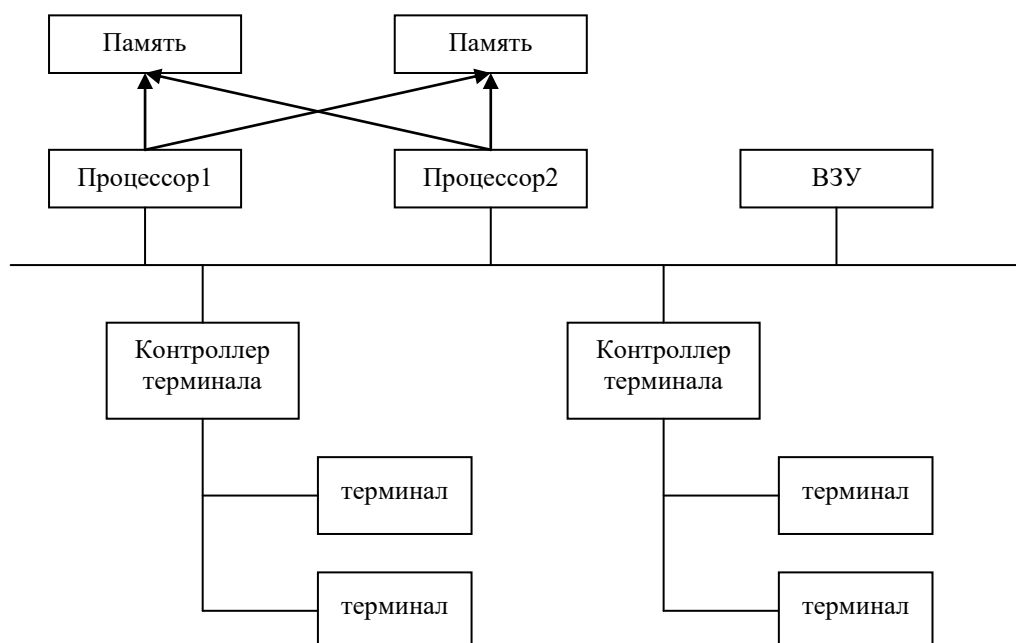 Память
Память
Процессор1
Процессор2
ВЗУ
Контроллер
терминала
Контроллер
терминала
терминал
терминал
терминал
терминал